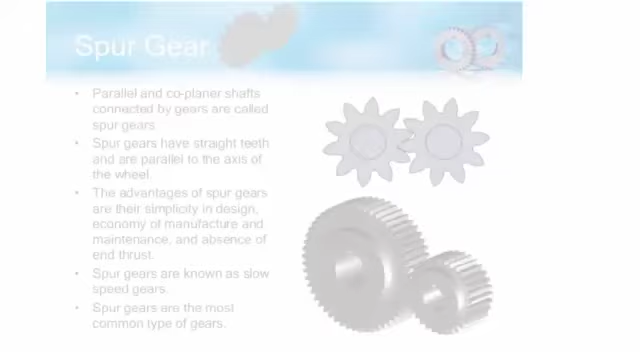 Spur Gear
• Parallel and co-planer shafts
connected by gears are called
spur gears.
• Spur gears have straight teeth
and are parallel to the axis of
the wheel.
• The advantages of spur gears
are their simplicity in design,
economy of manufacture and
maintenance, and absence of
end thrust.
• Spur gears are known as slow
speed gears.
• Spur gears are the most
common type of gears.